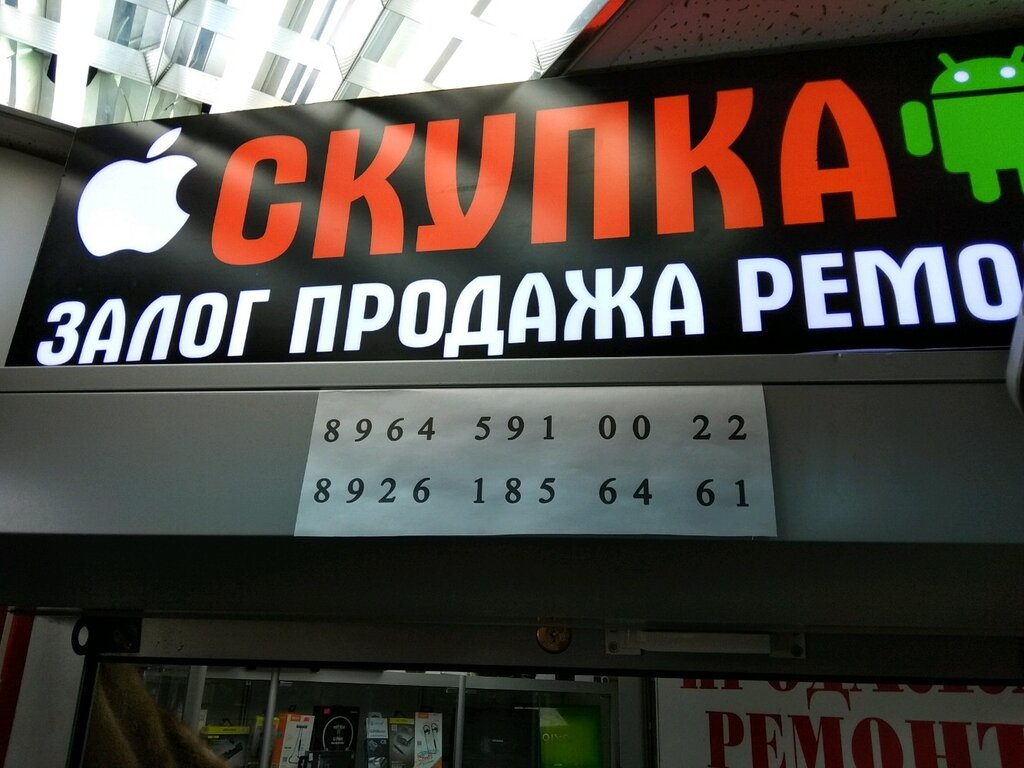 СКУПКА
ЗАЛОГ ПРОДАЖА РЕМО
8964 591 00 22
8926 185 64 61
РЕМОНТ